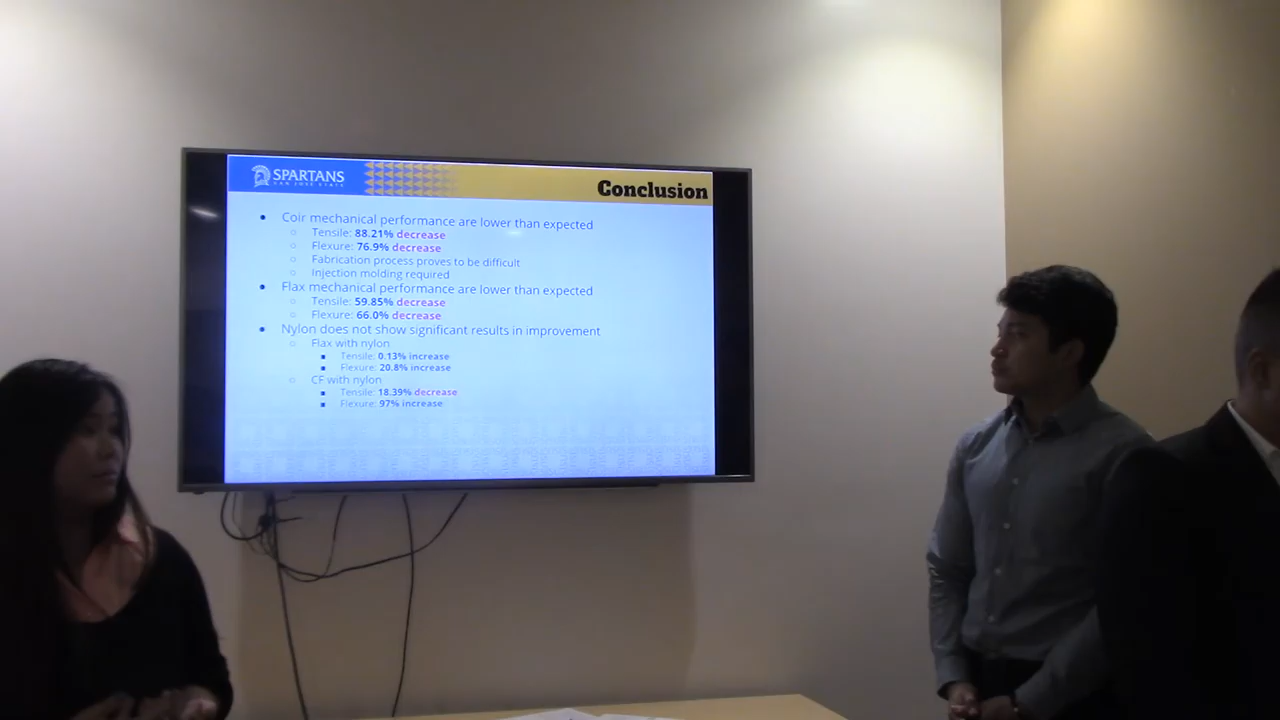 SPARTANS
SAN JOSE STATE
Conclusion
● Coir mechanical performance are lower than expected
○ Tensile: 88.21% decrease
○ Flexure: 76.9% decrease
○ Fabrication process proves to be difficult
○ Injection molding required
● Flax mechanical performance are lower than expected
○ Tensile: 59.85% decrease
○ Flexure: 66.0% decrease
● Nylon does not show significant results in improvement
○ Flax with nylon
■ Tensile: 0.13% increase
■ Flexure: 20.8% increase
○ CF with nylon
■ Tensile: 18.39% decrease
■ Flexure: 97% increase